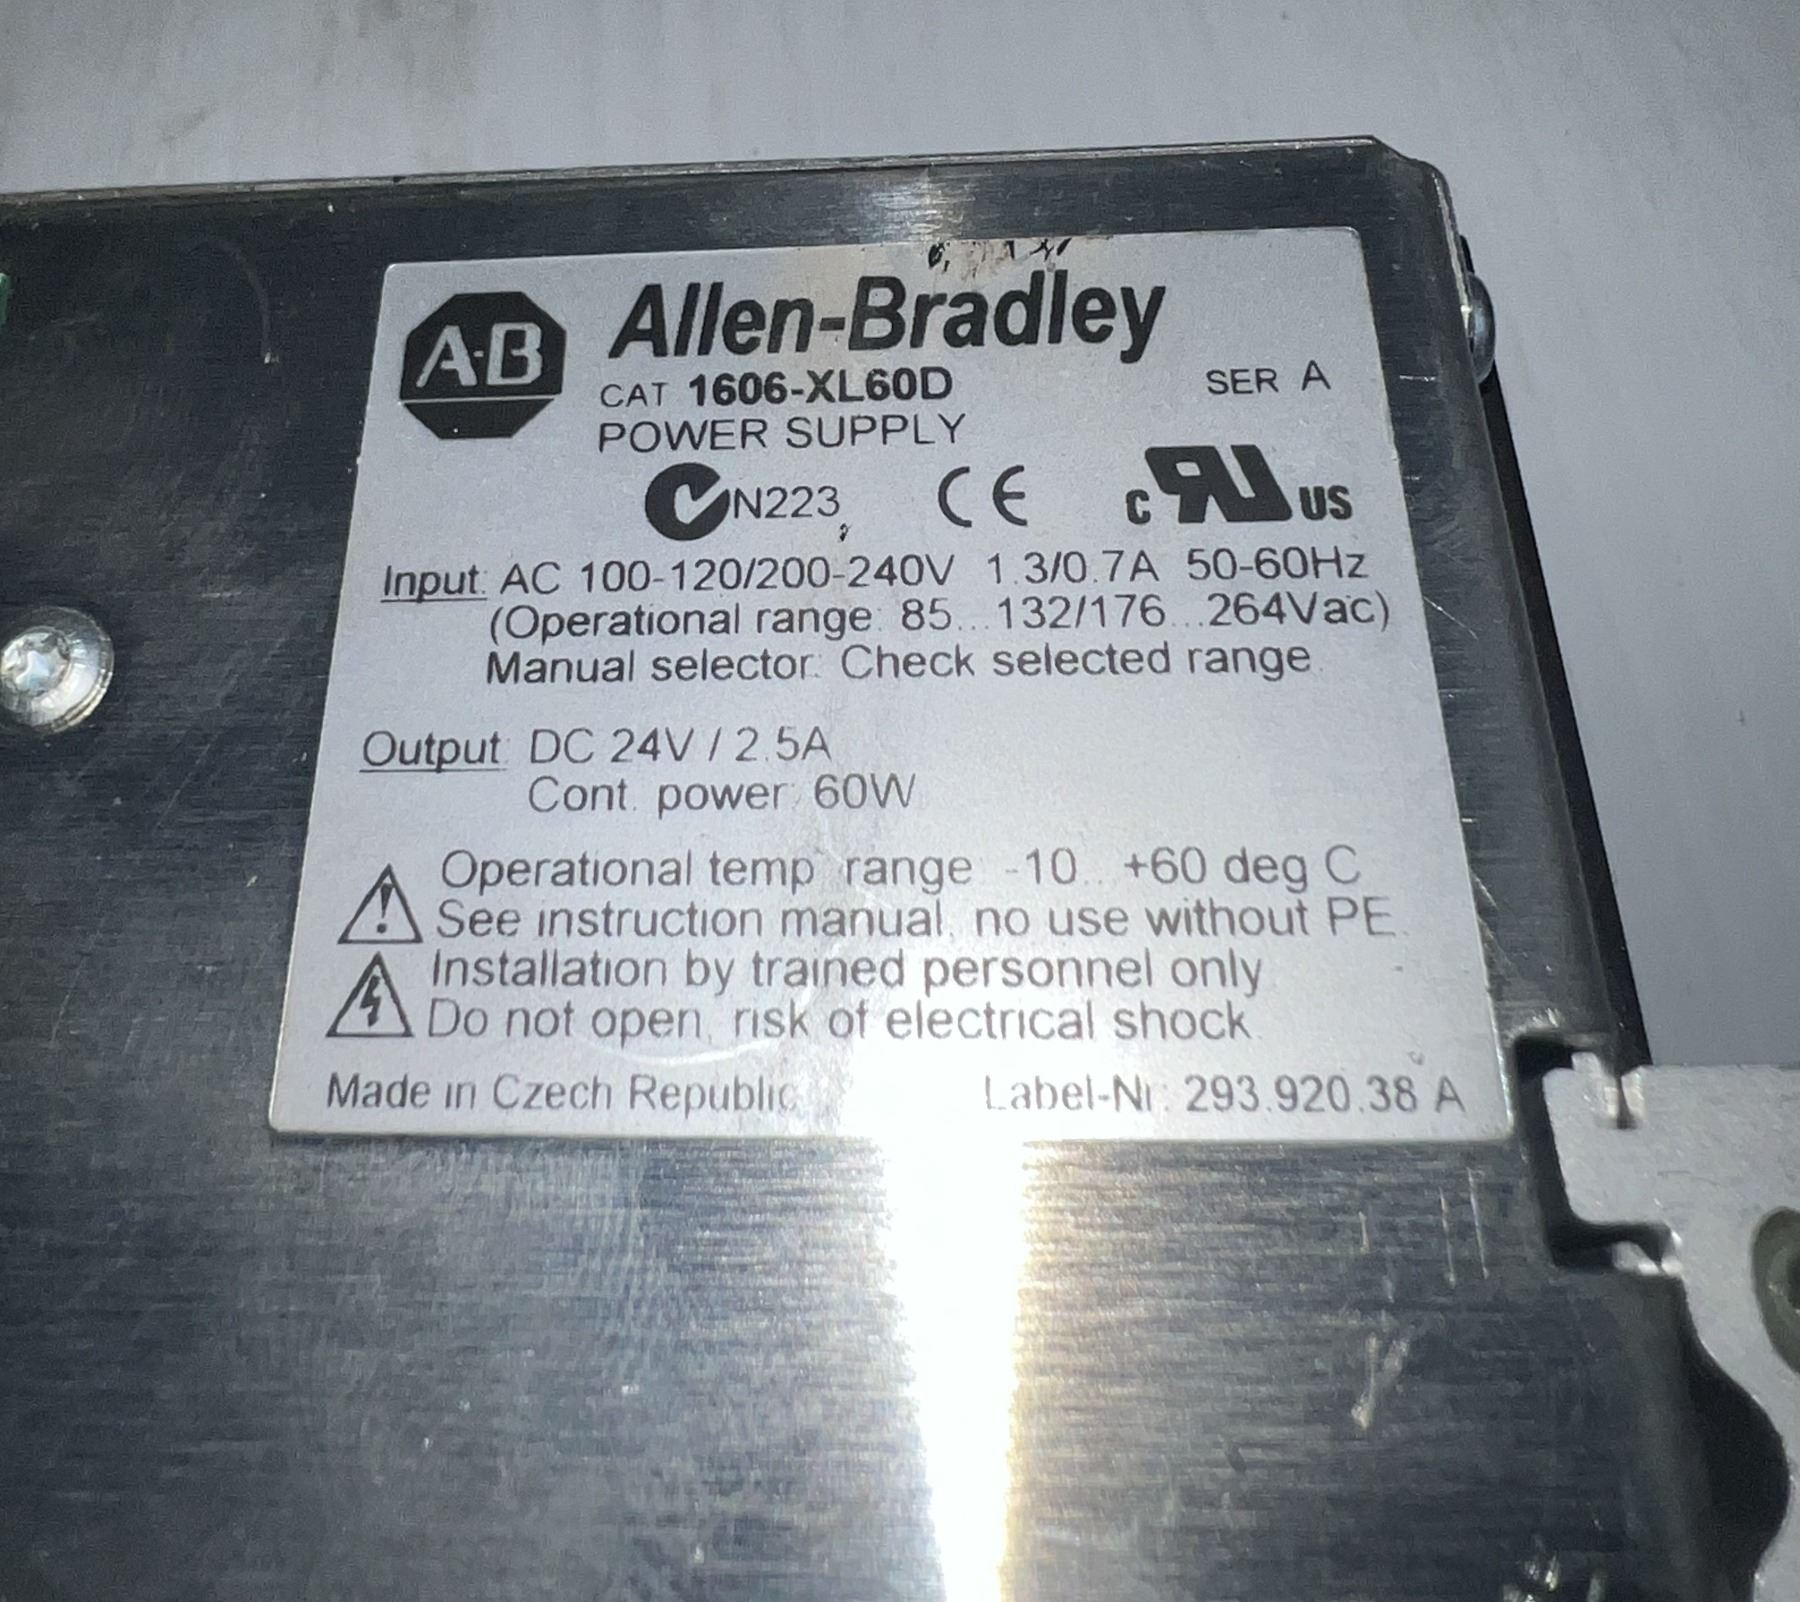 A-B Allen-Bradley
CAT 1606-XL60D SER A
POWER SUPPLY
N223 CE c RU US
Input: AC 100-120/200-240V 1.3/0.7A 50-60Hz
(Operational range: 85...132/176...264Vac)
Manual selector: Check selected range.
Output: DC 24V / 2.5A
Cont. power: 60W
Operational temp range -10...+60 deg C
See instruction manual, no use without PE.
Installation by trained personnel only
Do not open, risk of electrical shock.
Made in Czech Republic Label-Nr.: 293.920.38 A